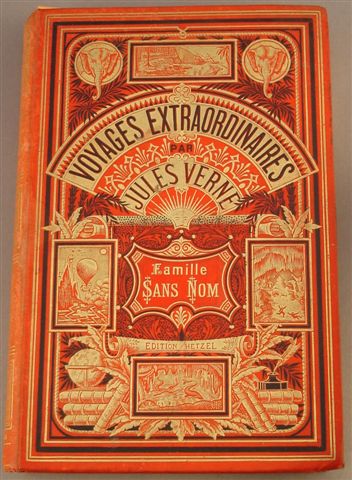 VOYAGES EXTRAORDINAIRES
PAR
JULES VERNE
Famille
SANS NOM
EDITION HETZEL